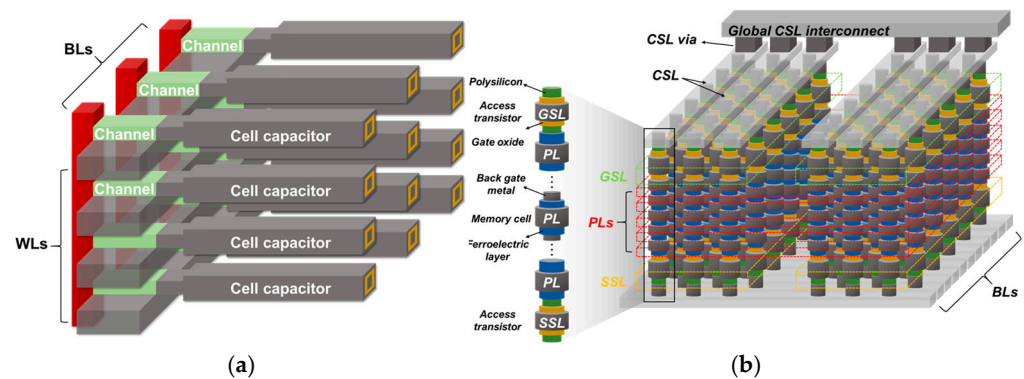 BLs
Channel
Channel
Cell capacitor
Channel
Cell capacitor
WLs
Cell capacitor
Cell capacitor
(a)
Polysilicon
Access
transistor
GSL
Gate oxide
PL
Back gate
metal
Memory cell
PL
Ferroelectric
layer
PL
Access
transistor
SSL
Global CSL interconnect
CSL via
CSL
GSL
PLs
SSL
BLs
(b)